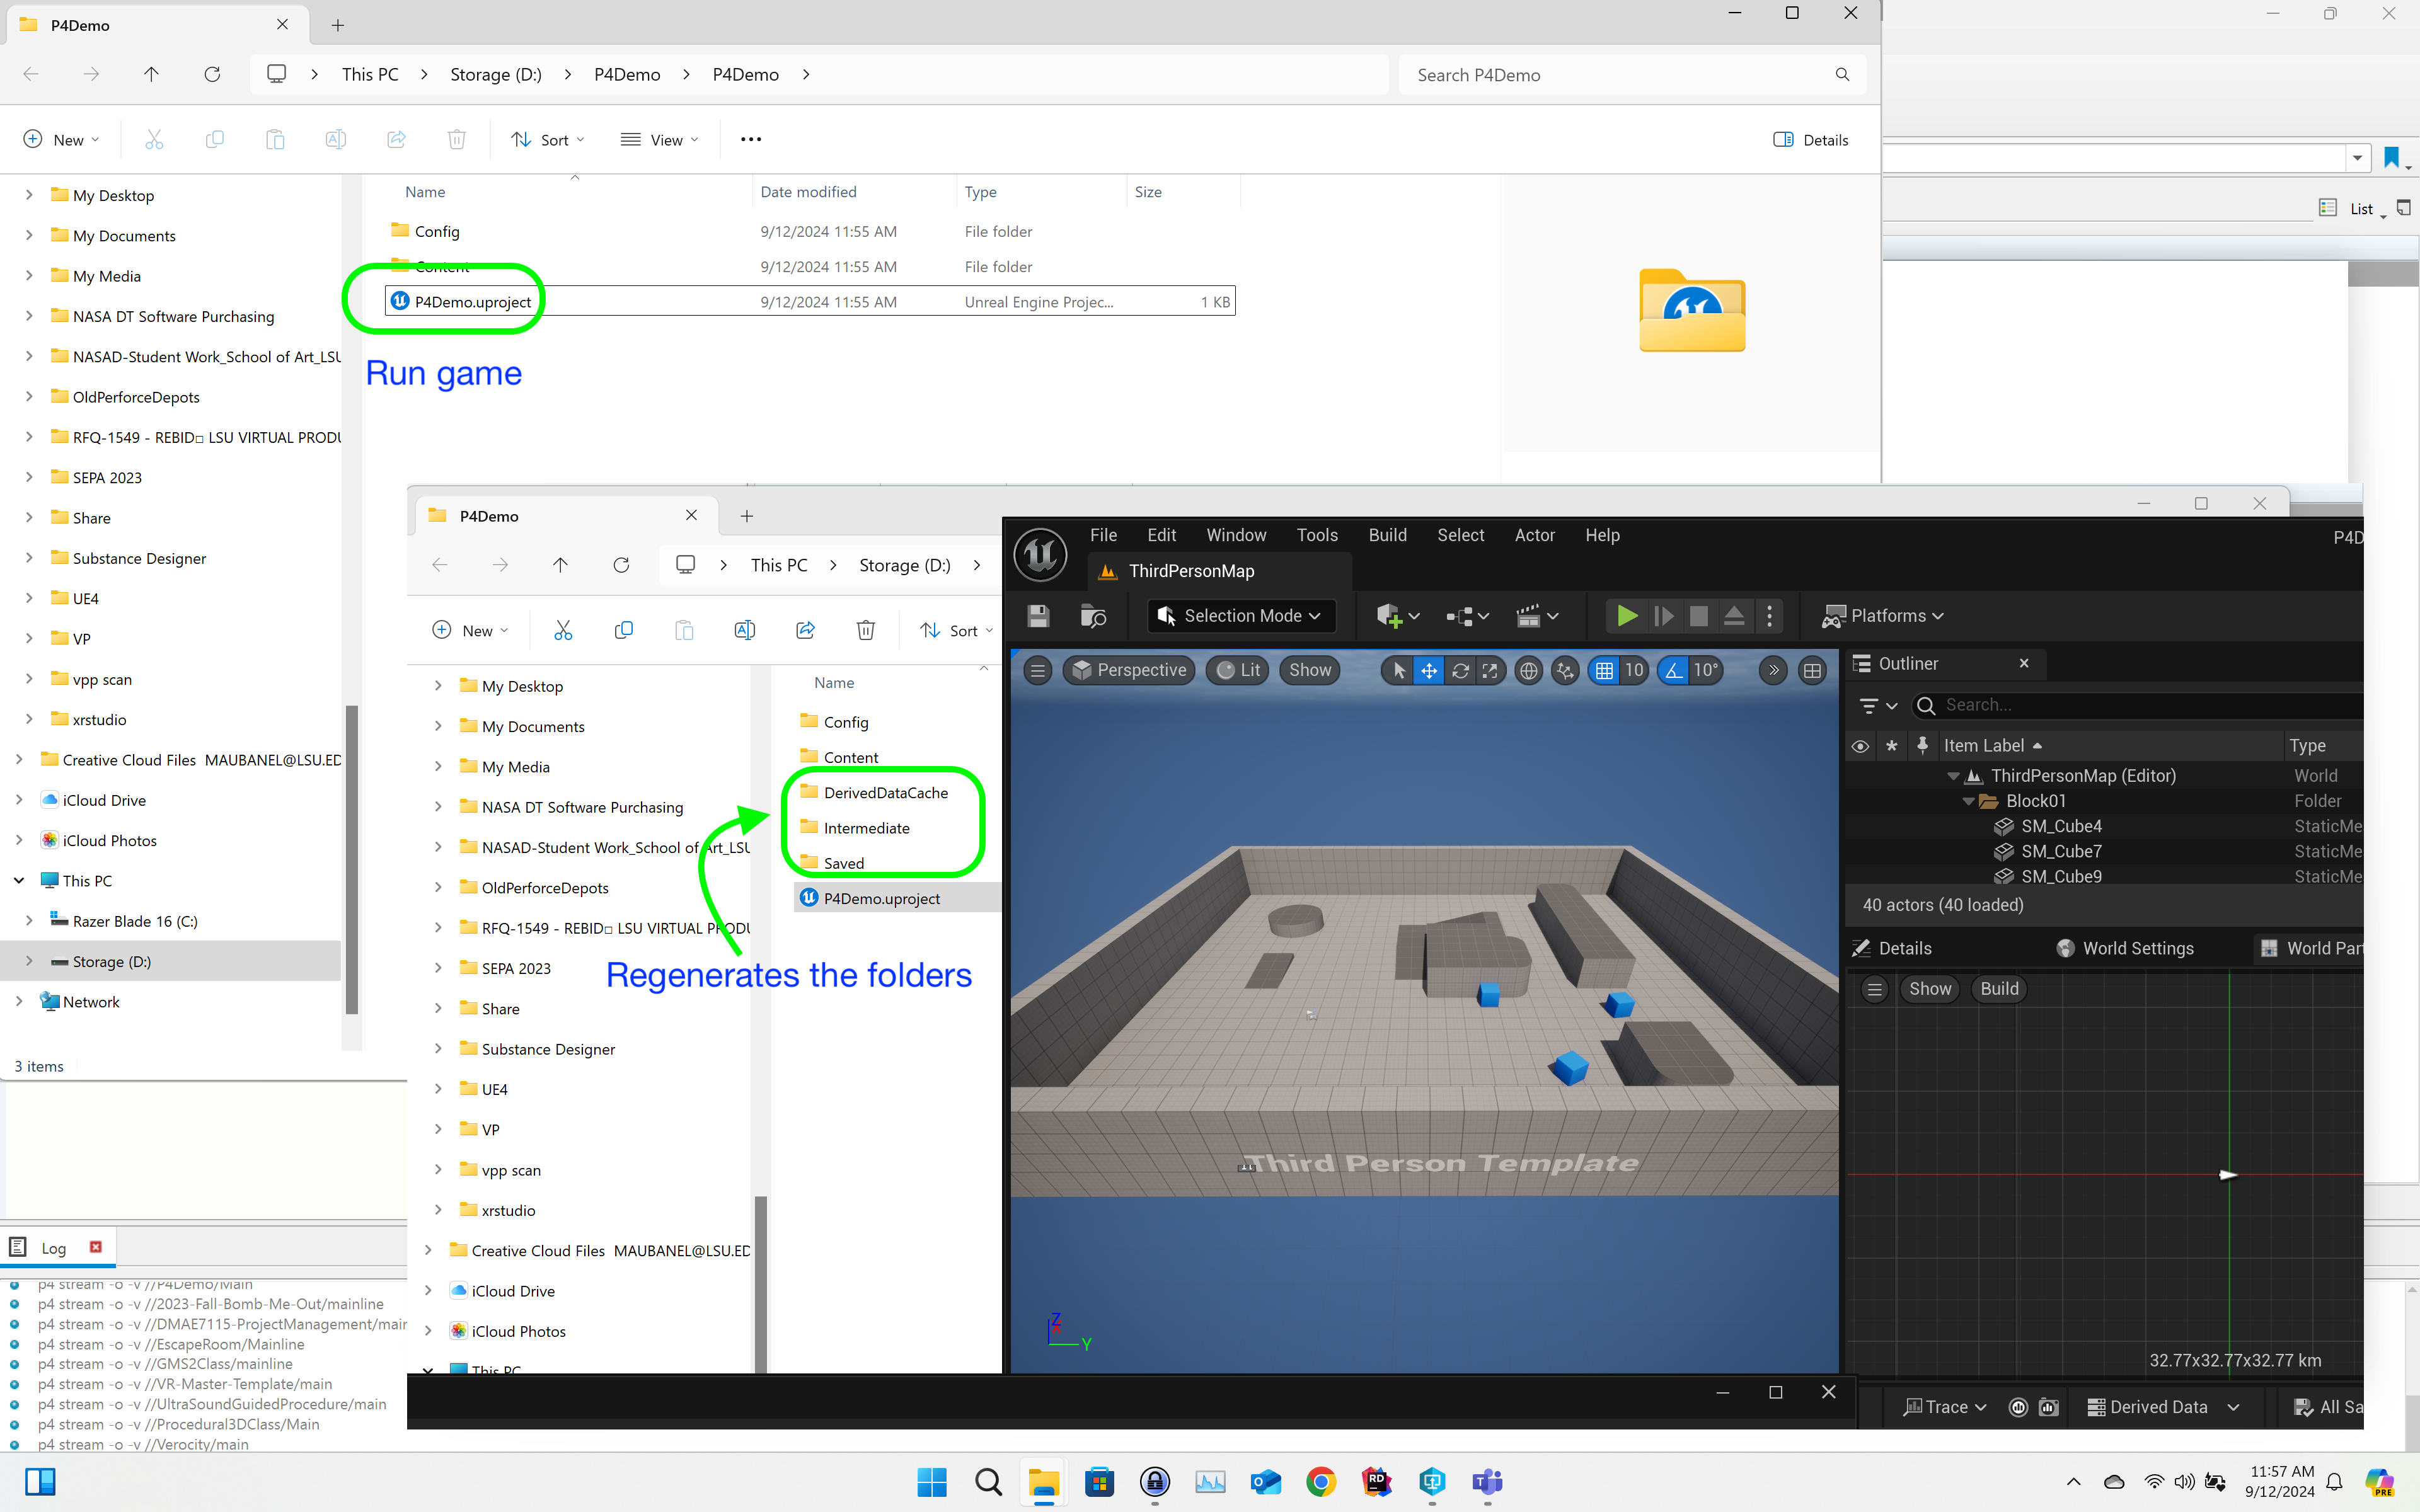 P4Demo
This PC > Storage (D:) > P4Demo > P4Demo >
Search P4Demo
New
Sort
View
Details
Name
Date modified
Type
Size
Config 9/12/2024 11:55 AM File folder
Content 9/12/2024 11:55 AM File folder
P4Demo.uproject 9/12/2024 11:55 AM Unreal Engine Projec... 1 KB
Run game
My Desktop
My Documents
My Media
NASA DT Software Purchasing
NASAD-Student Work_School of Art_LSU
OldPerforceDepots
RFQ-1549 - REBID□ LSU VIRTUAL PRODU
SEPA 2023
Share
Substance Designer
UE4
VP
vpp scan
xrstudio
Creative Cloud Files MAUBANEL@LSU.ED
iCloud Drive
iCloud Photos
This PC
Razer Blade 16 (C:)
Storage (D:)
Network
3 items
List
P4Demo
This PC > Storage (D:) >
New
Sort
Name
Config
Content
DerivedDataCache
Intermediate
Saved
P4Demo.uproject
Regenerates the folders
My Desktop
My Documents
My Media
NASA DT Software Purchasing
NASAD-Student Work_School of Art_LSU
OldPerforceDepots
RFQ-1549 - REBID□ LSU VIRTUAL PRODU
SEPA 2023
Share
Substance Designer
UE4
VP
vpp scan
xrstudio
Creative Cloud Files MAUBANEL@LSU.ED
iCloud Drive
iCloud Photos
This PC
File Edit Window Tools Build Select Actor Help
P4D
ThirdPersonMap
Selection Mode
Platforms
Perspective
Lit
Show
10
10°
Outliner
Search...
Item Label
Type
ThirdPersonMap (Editor) World
Block01 Folder
SM_Cube4 StaticMe
SM_Cube7 StaticMe
SM_Cube9 StaticMe
40 actors (40 loaded)
Details
World Settings
World Part
Show
Build
Third Person Template
Z
X
Y
32.77x32.77x32.77 km
Trace
Derived Data
All Sa
Log
p4 stream -o -v //P4Demo/Main
p4 stream -o -v //2023-Fall-Bomb-Me-Out/mainline
p4 stream -o -v //DMAE7115-ProjectManagement/main
p4 stream -o -v //EscapeRoom/Mainline
p4 stream -o -v //GMS2Class/mainline
p4 stream -o -v //VR-Master-Template/main
p4 stream -o -v //UltraSoundGuidedProcedure/main
p4 stream -o -v //Procedural3DClass/Main
p4 stream -o -v //Verocity/main
RD
T
11:57 AM
9/12/2024
PRE